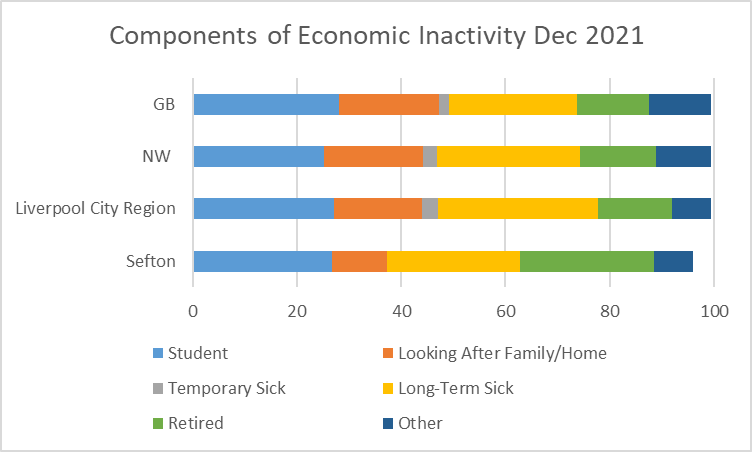 Components of Economic Inactivity Dec 2021
GB
NW
Liverpool City Region
Sefton
0 20 40 60 80 100
Student Looking After Family/Home
Temporary Sick Long-Term Sick
Retired Other